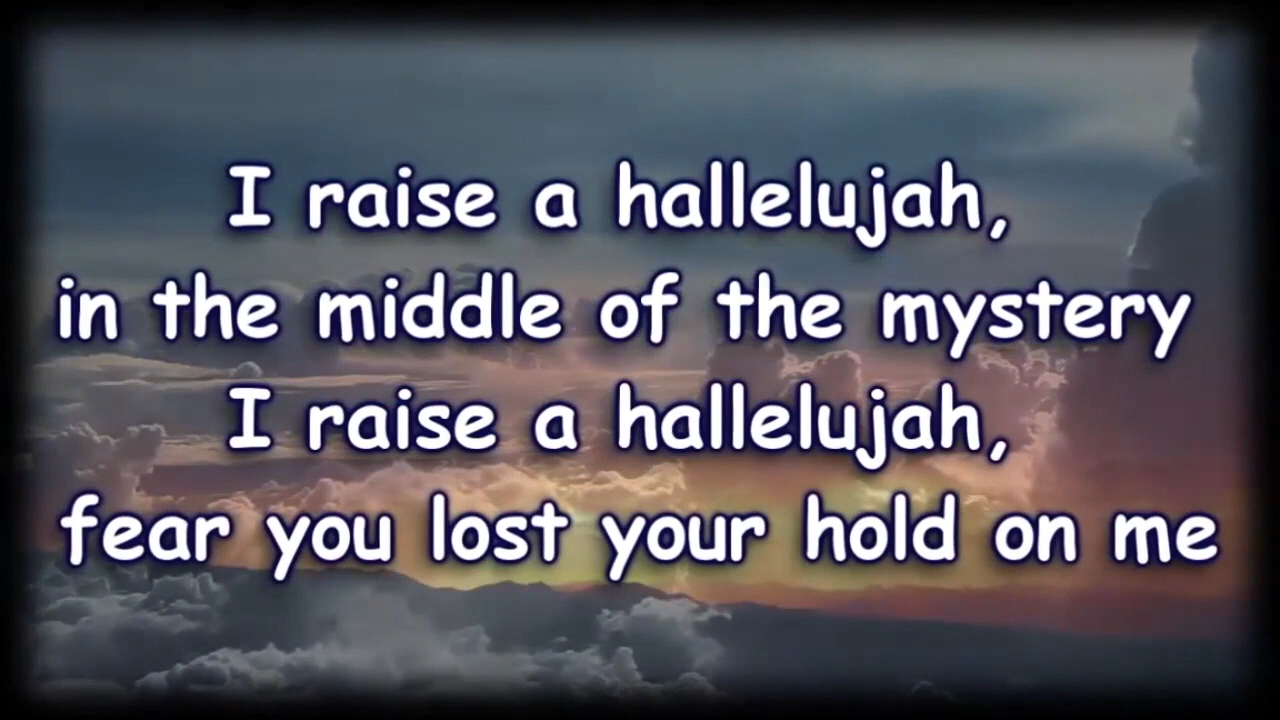 I raise a hallelujah,
in the middle of the mystery
I raise a hallelujah,
fear you lost your hold on me